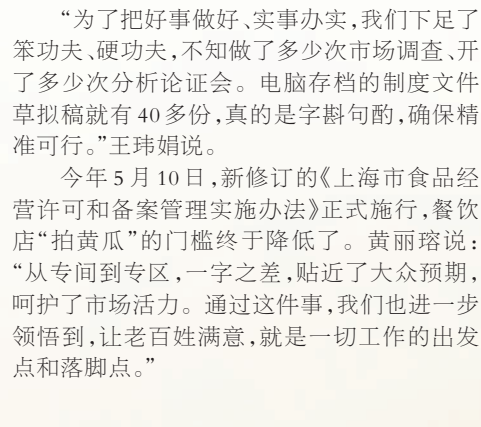 “为了把好事做好、实事办实,我们下足了
笨功夫、硬功夫,不知做了多少次市场调查、开
了多少次分析论证会。电脑存档的制度文件
草拟稿就有40多份,真的是字斟句酌,确保精
准可行。”王玮娟说。
今年5月10日,新修订的《上海市食品经
营许可和备案管理实施办法》正式施行,餐饮
店“拍黄瓜”的门槛终于降低了。黄丽瑢说:
“从专间到专区,一字之差,贴近了大众预期,
呵护了市场活力。通过这件事,我们也进一步
领悟到,让老百姓满意,就是一切工作的出发
点和落脚点。”